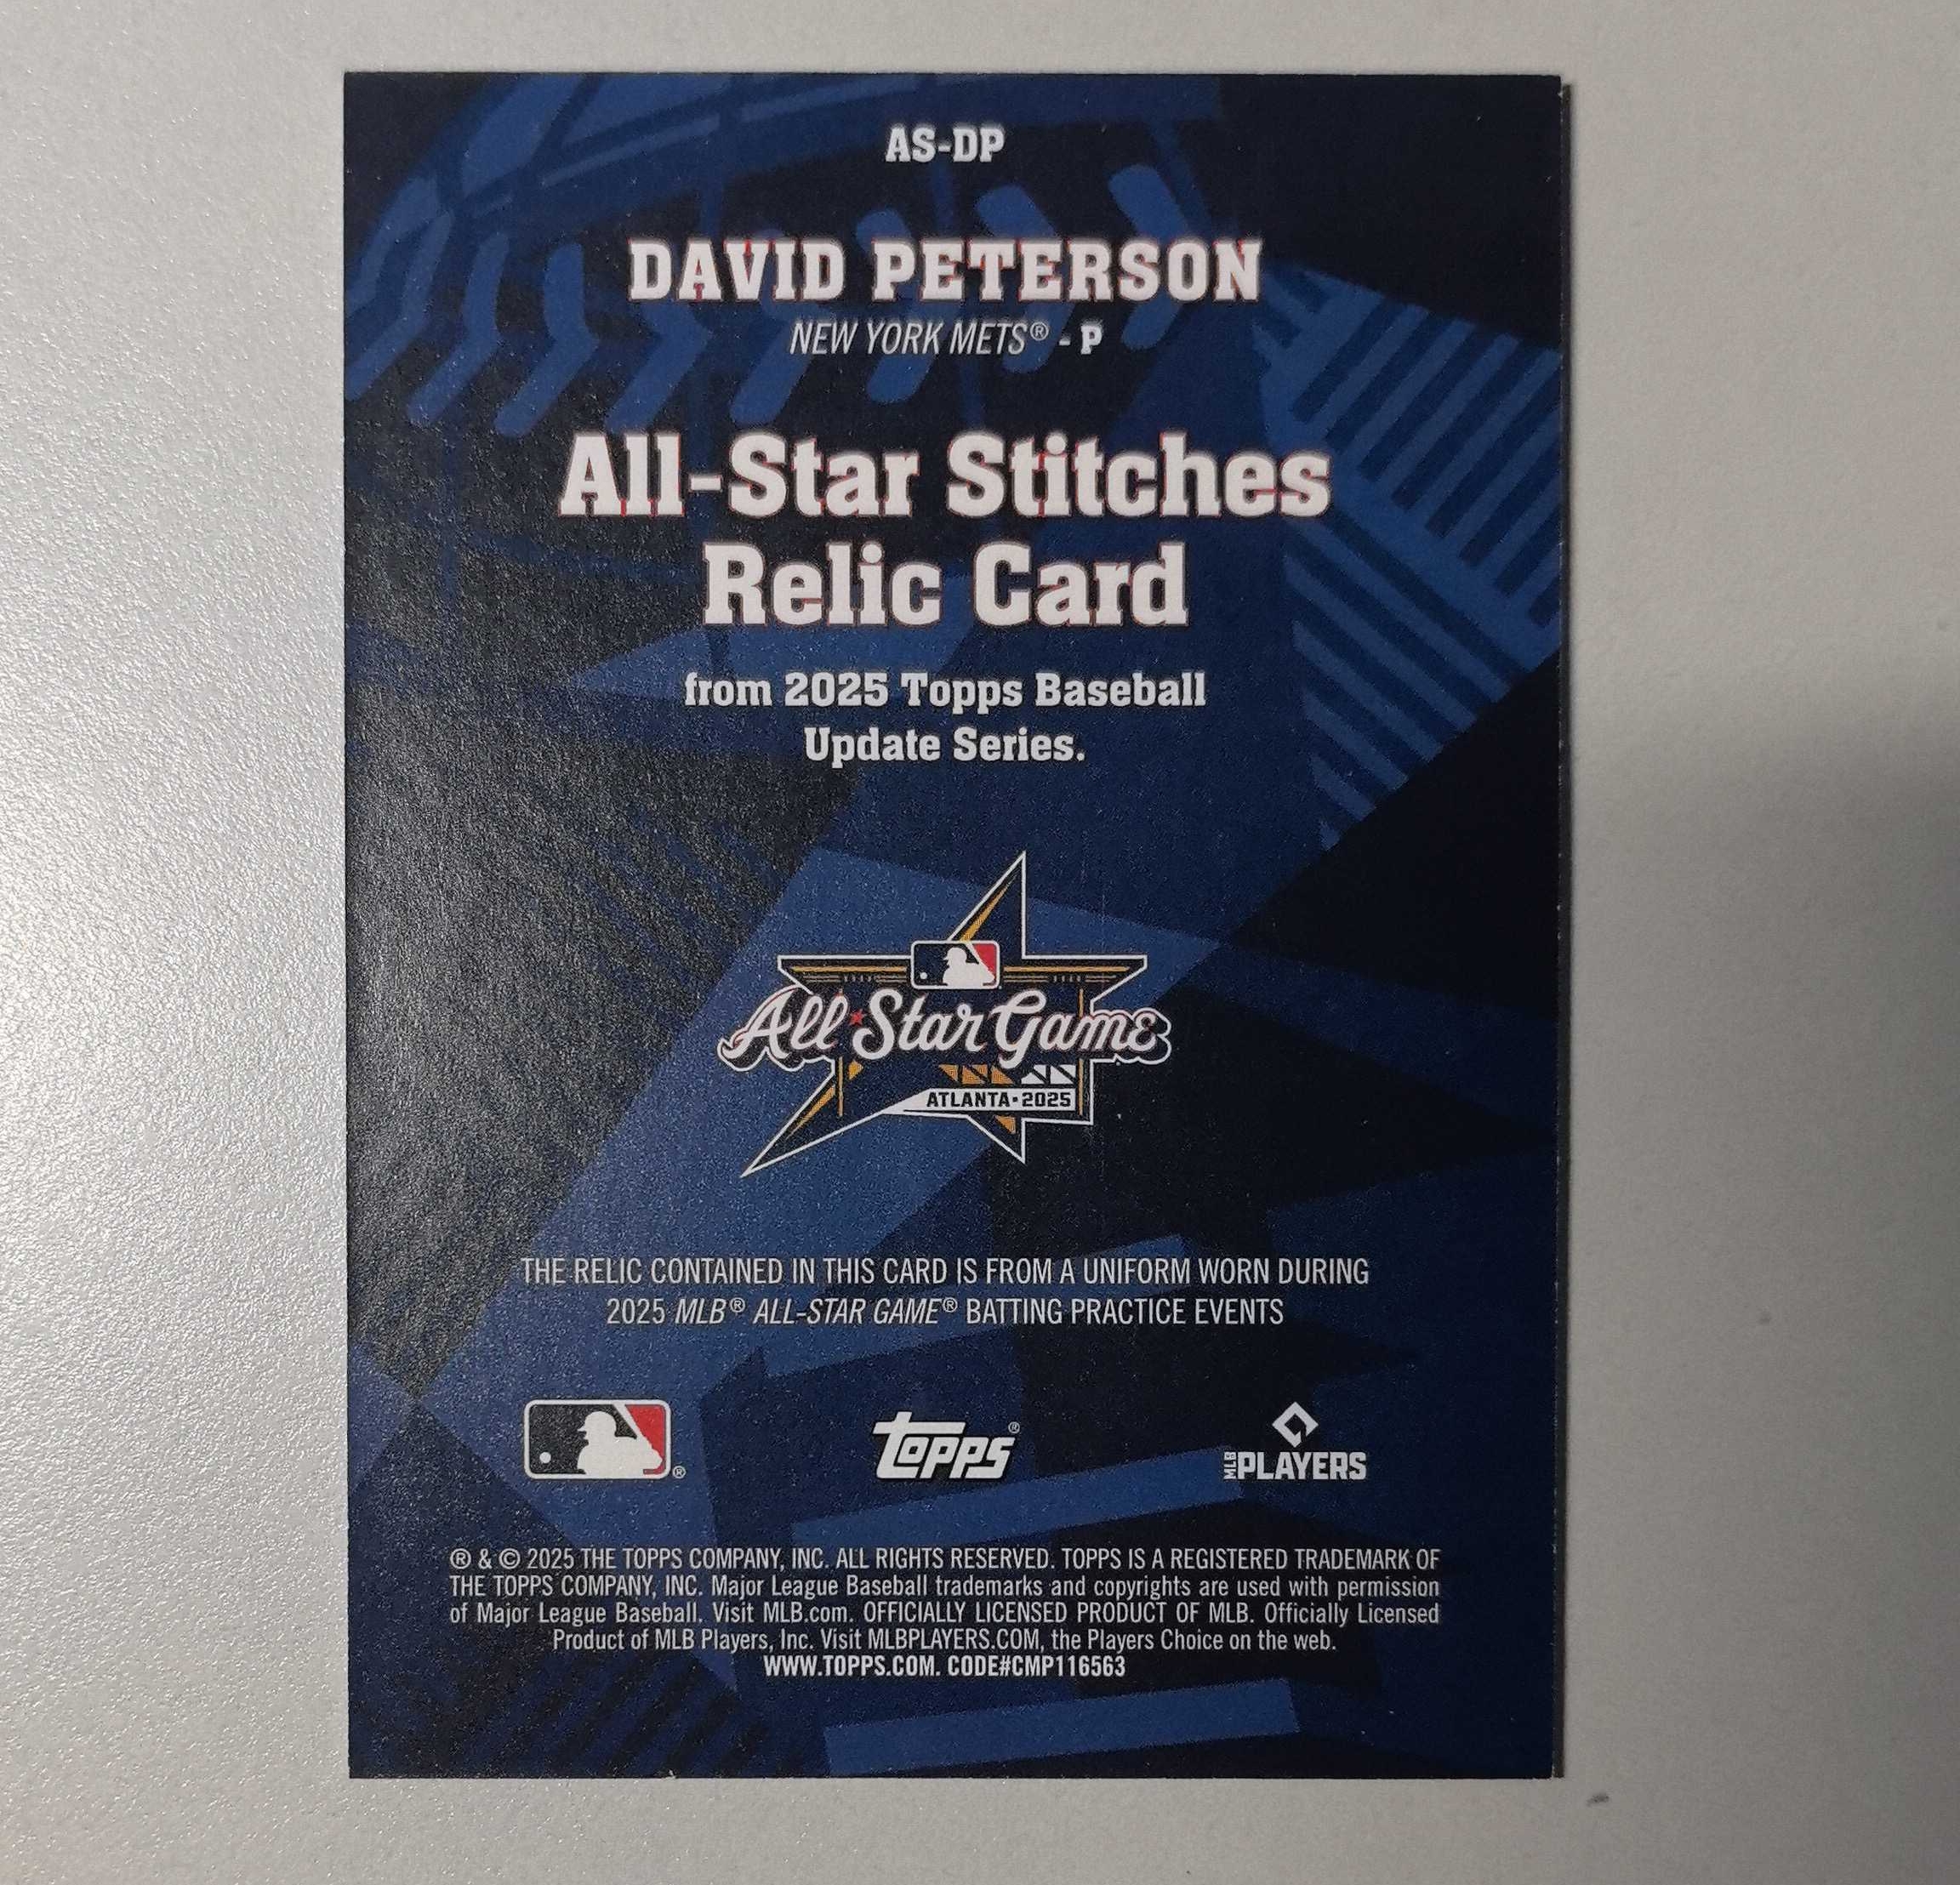 AS-DP
DAVID PETERSON
NEW YORK METS® - P
All-Star Stitches
Relic Card
from 2025 Topps Baseball
Update Series.
All★Star Game
ATLANTA • 2025
THE RELIC CONTAINED IN THIS CARD IS FROM A UNIFORM WORN DURING
2025 MLB® ALL-STAR GAME® BATTING PRACTICE EVENTS
®
topps®
MLB PLAYERS
® & © 2025 THE TOPPS COMPANY, INC. ALL RIGHTS RESERVED. TOPPS IS A REGISTERED TRADEMARK OF
THE TOPPS COMPANY, INC. Major League Baseball trademarks and copyrights are used with permission
of Major League Baseball. Visit MLB.com. OFFICIALLY LICENSED PRODUCT OF MLB. Officially Licensed
Product of MLB Players, Inc. Visit MLBPLAYERS.COM, the Players Choice on the web.
WWW.TOPPS.COM. CODE#CMP116563